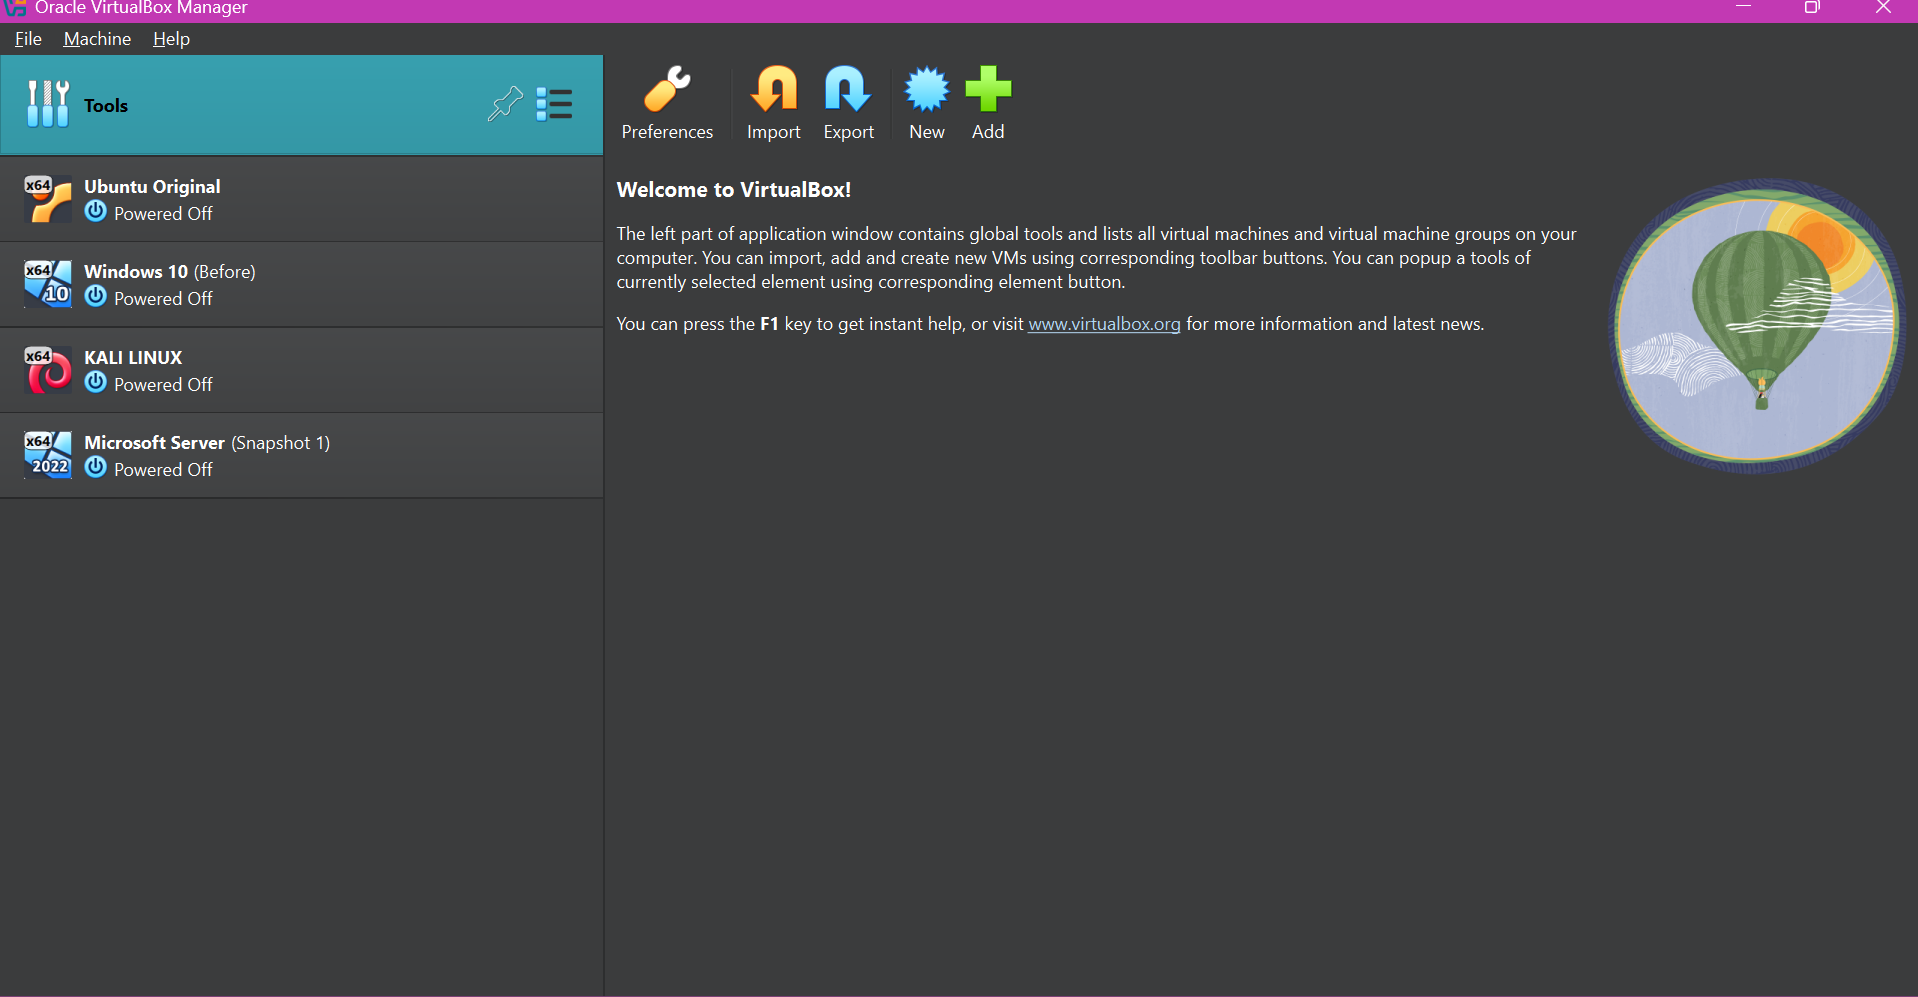 Oracle VirtualBox Manager
File Machine Help
Tools
Preferences Import Export New Add
x64 Ubuntu Original
Powered Off
x64 Windows 10 (Before)
10 Powered Off
x64 KALI LINUX
Powered Off
x64 Microsoft Server (Snapshot 1)
2022 Powered Off
Welcome to VirtualBox!
The left part of application window contains global tools and lists all virtual machines and virtual machine groups on your
computer. You can import, add and create new VMs using corresponding toolbar buttons. You can popup a tools of
currently selected element using corresponding element button.
You can press the F1 key to get instant help, or visit www.virtualbox.org for more information and latest news.